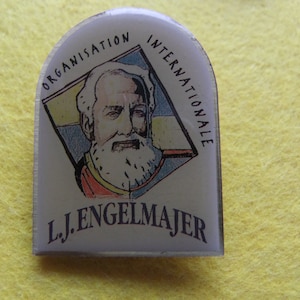 ORGANISATION INTERNATIONALE
L.J. ENGELMAJER